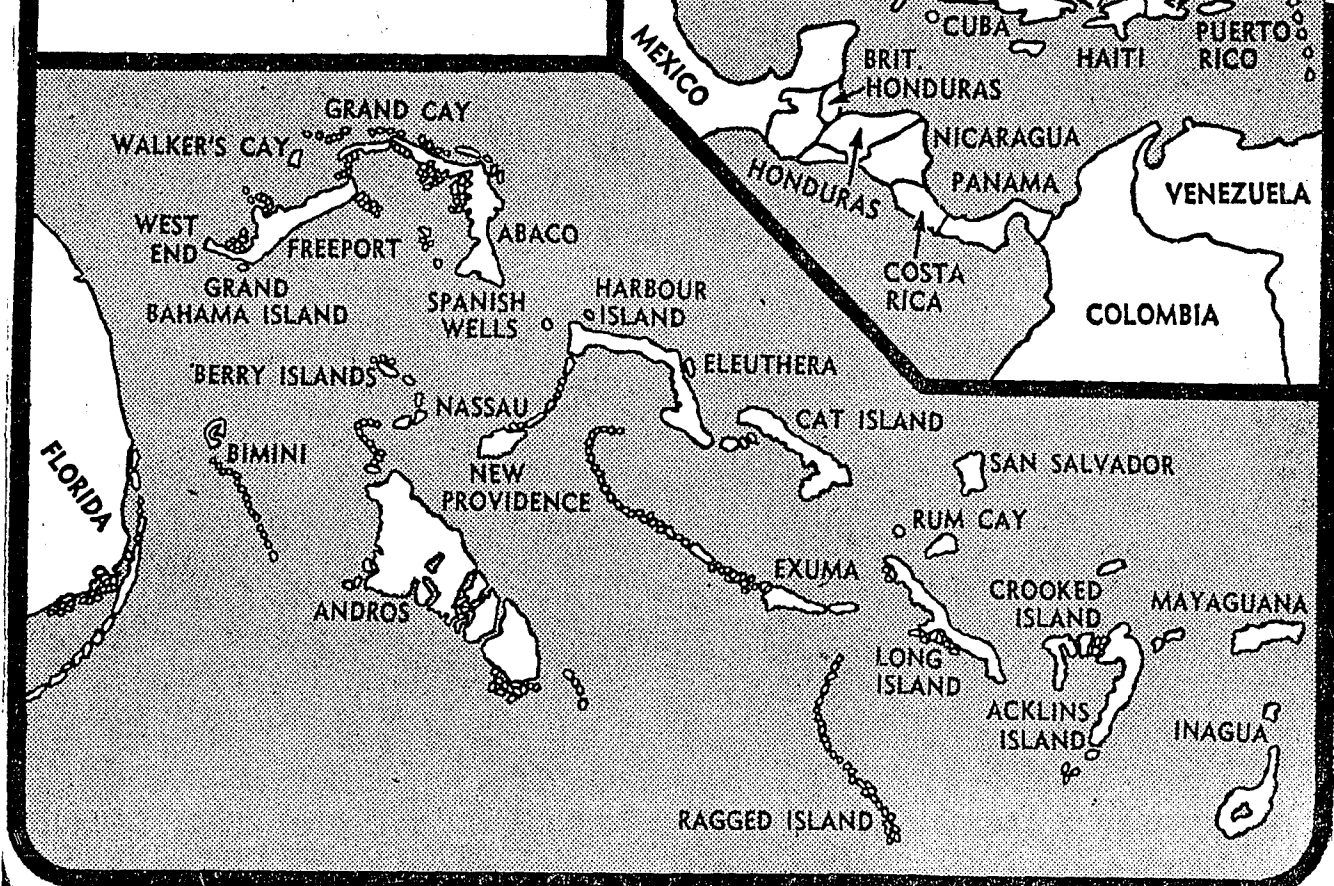 CUBA
HAITI
PUERTO
RICO
MEXICO
BRIT.
HONDURAS
NICARAGUA
HONDURAS
PANAMA
VENEZUELA
COSTA
RICA
COLOMBIA
GRAND CAY
WALKER'S CAY
WEST
END
FREEPORT
ABACO
GRAND
BAHAMA ISLAND
SPANISH
WELLS
HARBOUR
ISLAND
BERRY ISLANDS
ELEUTHERA
NASSAU
CAT ISLAND
BIMINI
FLORIDA
NEW
PROVIDENCE
SAN SALVADOR
RUM CAY
EXUMA
ANDROS
CROOKED
ISLAND
MAYAGUANA
LONG
ISLAND
ACKLINS
ISLAND
INAGUA
RAGGED ISLAND